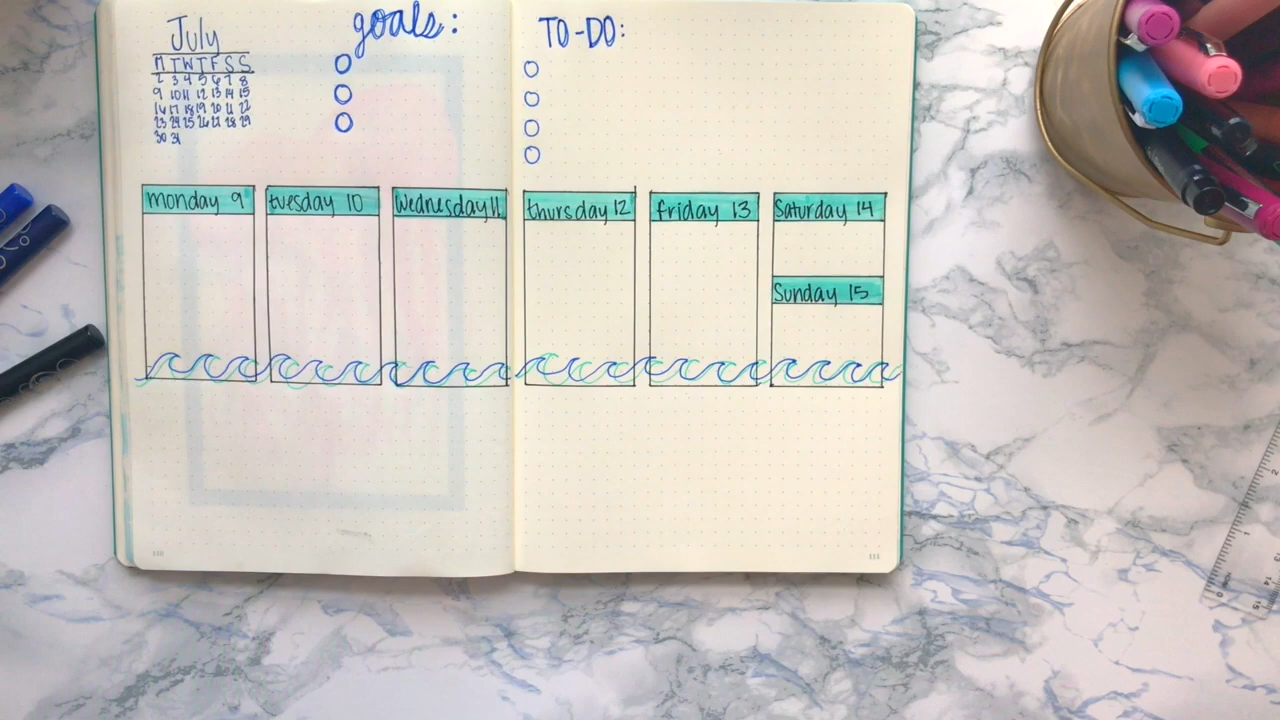 July
goals:
M T W T F S S
2 3 4 5 6 7 8
9 10 11 12 13 14 15
16 17 18 19 20 21 22
23 24 25 26 27 28 29
30 31
TO-DO:
monday 9
tuesday 10
Wednesday 11
thursday 12
friday 13
Saturday 14
Sunday 15
110
111